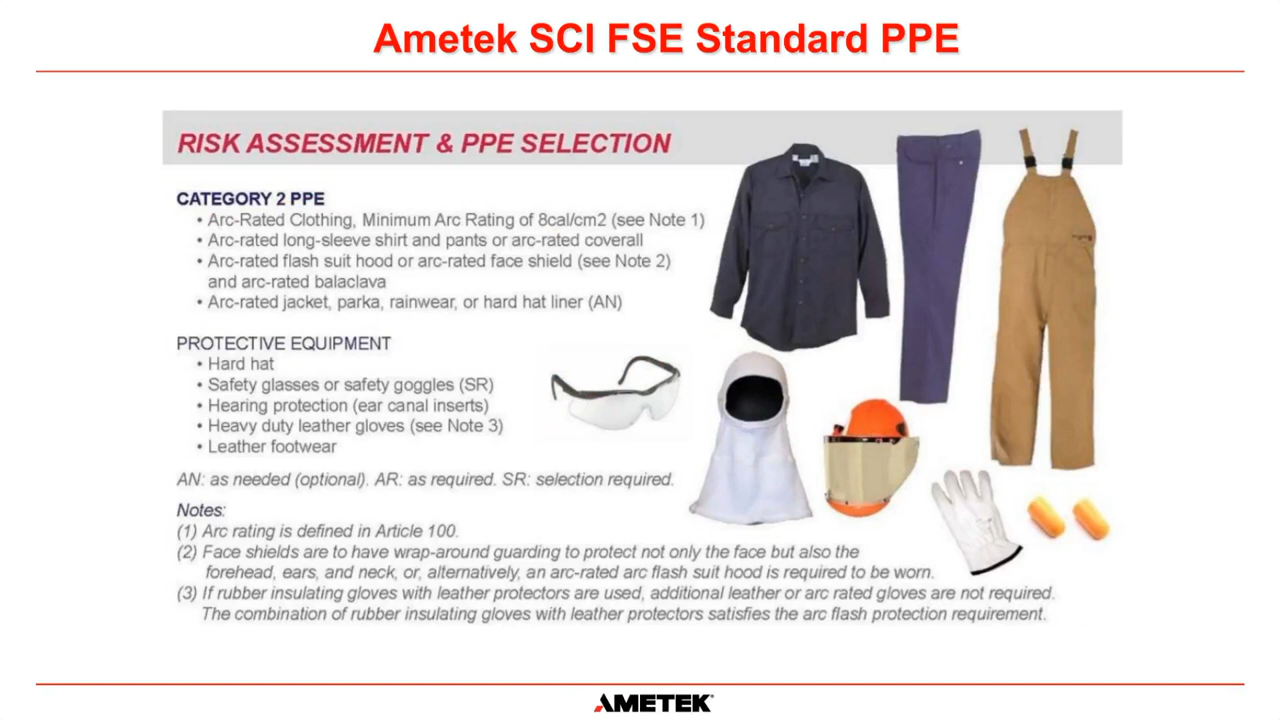 Ametek SCI FSE Standard PPE
RISK ASSESSMENT & PPE SELECTION
CATEGORY 2 PPE
• Arc-Rated Clothing, Minimum Arc Rating of 8cal/cm2 (see Note 1)
• Arc-rated long-sleeve shirt and pants or arc-rated coverall
• Arc-rated flash suit hood or arc-rated face shield (see Note 2)
and arc-rated balaclava
• Arc-rated jacket, parka, rainwear, or hard hat liner (AN)
PROTECTIVE EQUIPMENT
• Hard hat
• Safety glasses or safety goggles (SR)
• Hearing protection (ear canal inserts)
• Heavy duty leather gloves (see Note 3)
• Leather footwear
AN: as needed (optional). AR: as required. SR: selection required.
Notes:
(1) Arc rating is defined in Article 100.
(2) Face shields are to have wrap-around guarding to protect not only the face but also the
forehead, ears, and neck, or, alternatively, an arc-rated arc flash suit hood is required to be worn.
(3) If rubber insulating gloves with leather protectors are used, additional leather or arc rated gloves are not required.
The combination of rubber insulating gloves with leather protectors satisfies the arc flash protection requirement.
AMETEK®